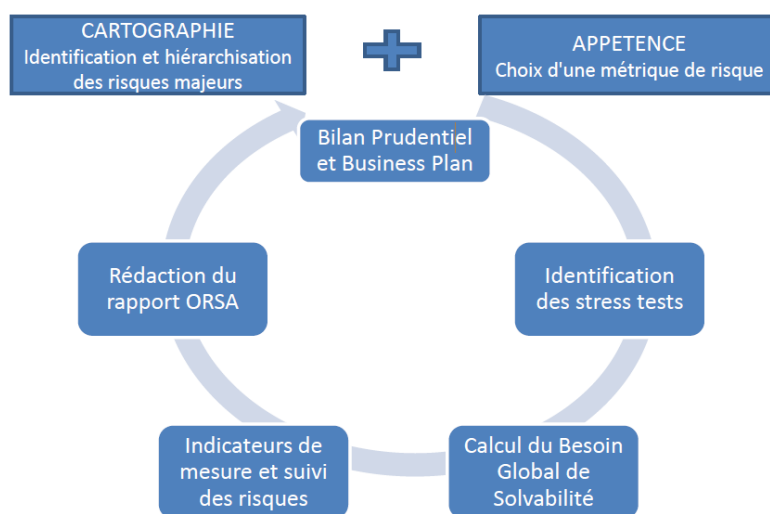 CARTOGRAPHIE
Identification et hiérarchisation
des risques majeurs
APPETENCE
Choix d'une métrique de risque
Bilan Prudentiel
et Business Plan
Identification
des stress tests
Calcul du Besoin
Global de
Solvabilité
Indicateurs de
mesure et suivi
des risques
Rédaction du
rapport ORSA